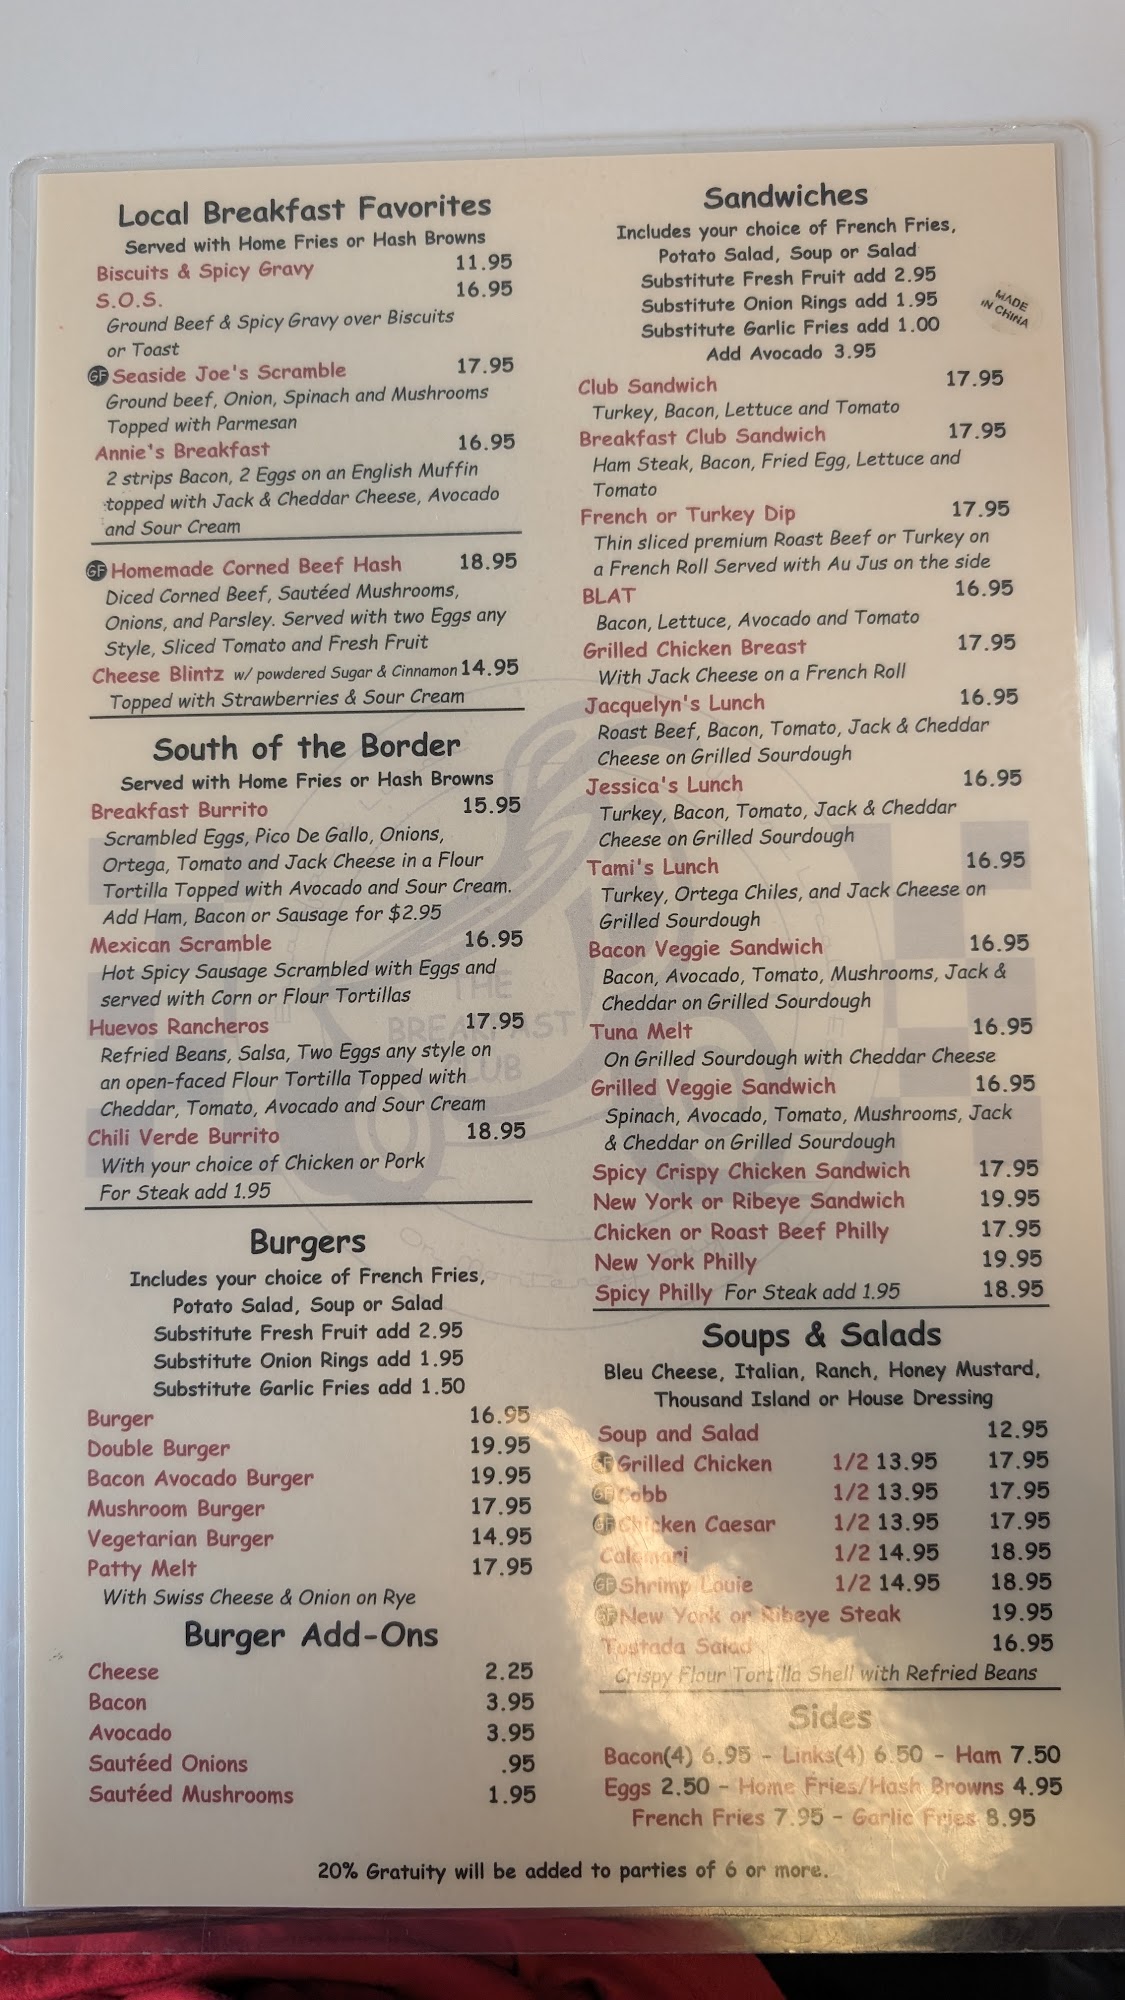 Local Breakfast Favorites
Served with Home Fries or Hash Browns
Biscuits & Spicy Gravy 11.95
S.O.S. 16.95
Ground Beef & Spicy Gravy over Biscuits
or Toast
GF Seaside Joe's Scramble 17.95
Ground beef, Onion, Spinach and Mushrooms
Topped with Parmesan
Annie's Breakfast 16.95
2 strips Bacon, 2 Eggs on an English Muffin
topped with Jack & Cheddar Cheese, Avocado
and Sour Cream
GF Homemade Corned Beef Hash 18.95
Diced Corned Beef, Sautéed Mushrooms,
Onions, and Parsley. Served with two Eggs any
Style, Sliced Tomato and Fresh Fruit
Cheese Blintz w/ powdered Sugar & Cinnamon 14.95
Topped with Strawberries & Sour Cream
South of the Border
Served with Home Fries or Hash Browns
Breakfast Burrito 15.95
Scrambled Eggs, Pico De Gallo, Onions,
Ortega, Tomato and Jack Cheese in a Flour
Tortilla Topped with Avocado and Sour Cream.
Add Ham, Bacon or Sausage for $2.95
Mexican Scramble 16.95
Hot Spicy Sausage Scrambled with Eggs and
served with Corn or Flour Tortillas
Huevos Rancheros 17.95
Refried Beans, Salsa, Two Eggs any style on
an open-faced Flour Tortilla Topped with
Cheddar, Tomato, Avocado and Sour Cream
Chili Verde Burrito 18.95
With your choice of Chicken or Pork
For Steak add 1.95
Burgers
Includes your choice of French Fries,
Potato Salad, Soup or Salad
Substitute Fresh Fruit add 2.95
Substitute Onion Rings add 1.95
Substitute Garlic Fries add 1.50
Burger 16.95
Double Burger 19.95
Bacon Avocado Burger 19.95
Mushroom Burger 17.95
Vegetarian Burger 14.95
Patty Melt 17.95
With Swiss Cheese & Onion on Rye
Burger Add-Ons
Cheese 2.25
Bacon 3.95
Avocado 3.95
Sautéed Onions .95
Sautéed Mushrooms 1.95
Sandwiches
Includes your choice of French Fries,
Potato Salad, Soup or Salad
Substitute Fresh Fruit add 2.95
Substitute Onion Rings add 1.95
Substitute Garlic Fries add 1.00
Add Avocado 3.95
MADE
IN CHINA
Club Sandwich 17.95
Turkey, Bacon, Lettuce and Tomato
Breakfast Club Sandwich 17.95
Ham Steak, Bacon, Fried Egg, Lettuce and
Tomato
French or Turkey Dip 17.95
Thin sliced premium Roast Beef or Turkey on
a French Roll Served with Au Jus on the side
BLAT 16.95
Bacon, Lettuce, Avocado and Tomato
Grilled Chicken Breast 17.95
With Jack Cheese on a French Roll
Jacquelyn's Lunch 16.95
Roast Beef, Bacon, Tomato, Jack & Cheddar
Cheese on Grilled Sourdough
Jessica's Lunch 16.95
Turkey, Bacon, Tomato, Jack & Cheddar
Cheese on Grilled Sourdough
Tami's Lunch 16.95
Turkey, Ortega Chiles, and Jack Cheese on
Grilled Sourdough
Bacon Veggie Sandwich 16.95
Bacon, Avocado, Tomato, Mushrooms, Jack &
Cheddar on Grilled Sourdough
Tuna Melt 16.95
On Grilled Sourdough with Cheddar Cheese
Grilled Veggie Sandwich 16.95
Spinach, Avocado, Tomato, Mushrooms, Jack
& Cheddar on Grilled Sourdough
Spicy Crispy Chicken Sandwich 17.95
New York or Ribeye Sandwich 19.95
Chicken or Roast Beef Philly 17.95
New York Philly 19.95
Spicy Philly For Steak add 1.95 18.95
Soups & Salads
Bleu Cheese, Italian, Ranch, Honey Mustard,
Thousand Island or House Dressing
Soup and Salad 12.95
GF Grilled Chicken 1/2 13.95 17.95
GF Cobb 1/2 13.95 17.95
GF Chicken Caesar 1/2 13.95 17.95
Calamari 1/2 14.95 18.95
GF Shrimp Louie 1/2 14.95 18.95
GF New York or Ribeye Steak 19.95
Tostada Salad 16.95
Crispy Flour Tortilla Shell with Refried Beans
Sides
Bacon(4) 6.95 - Links(4) 6.50 - Ham 7.50
Eggs 2.50 - Home Fries/Hash Browns 4.95
French Fries 7.95 - Garlic Fries 8.95
20% Gratuity will be added to parties of 6 or more.
THE
BREAKFAST
CLUB